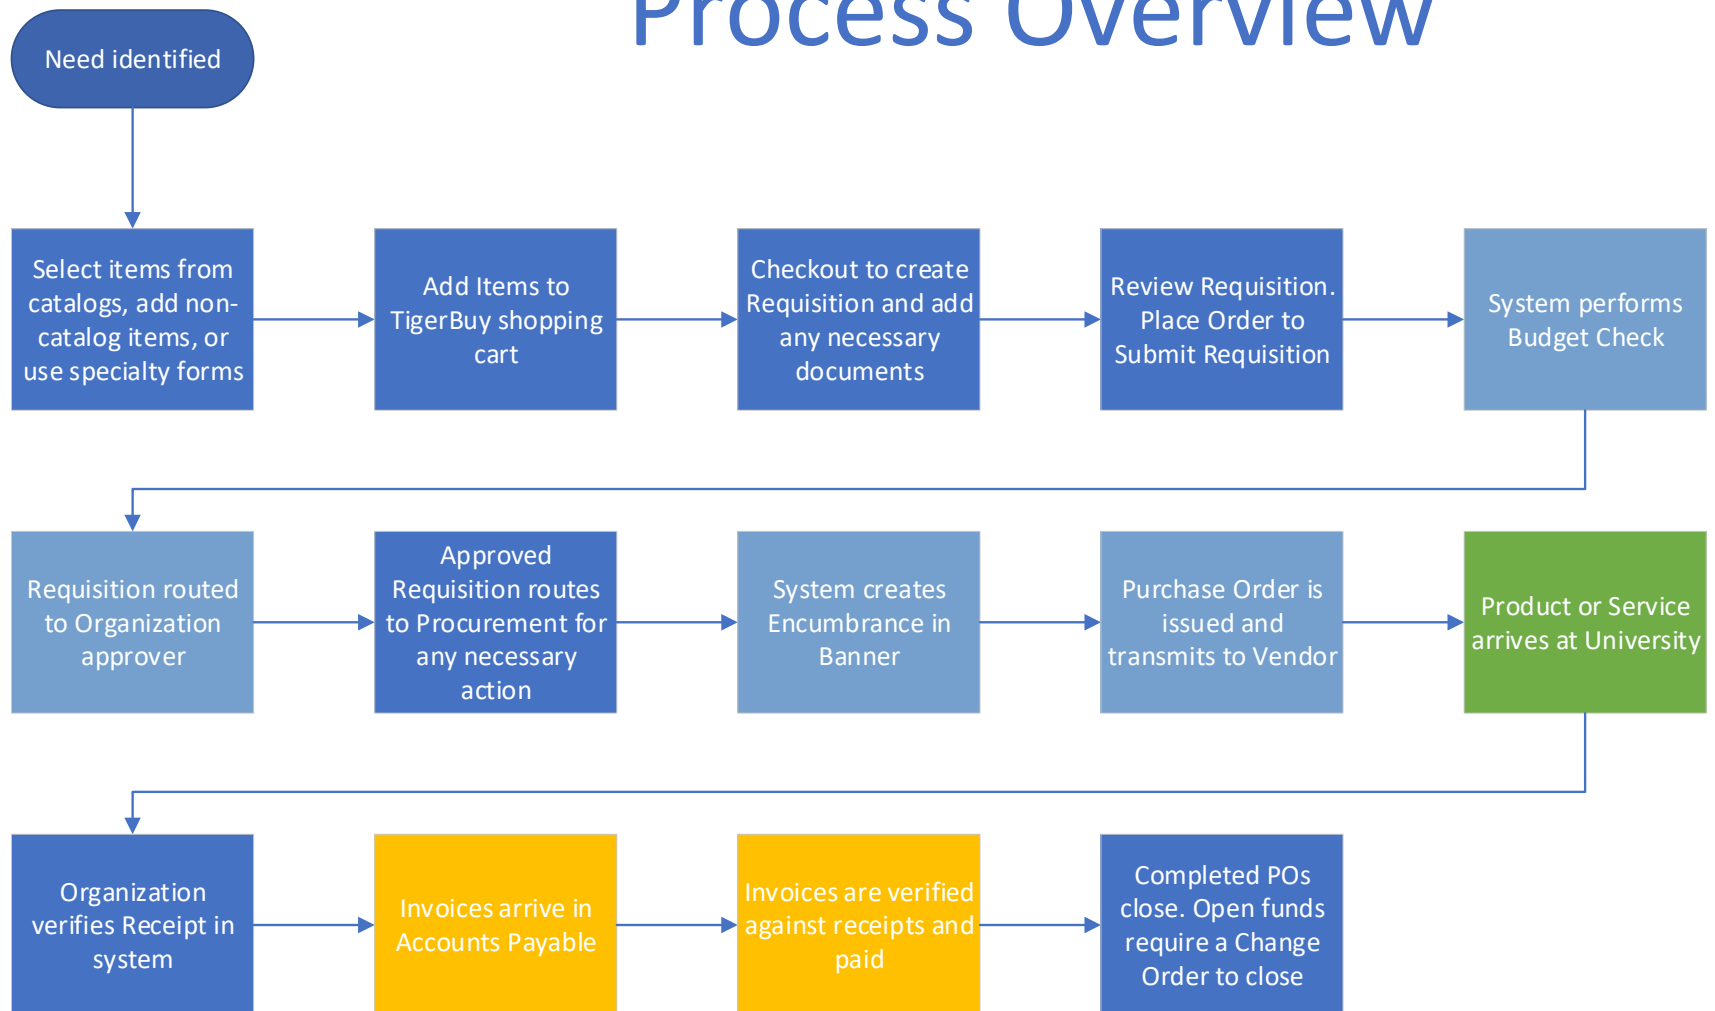 Process Overview
Need identified
Select items from
catalogs, add non-
catalog items, or
use specialty forms
Add Items to
TigerBuy shopping
cart
Checkout to create
Requisition and add
any necessary
documents
Review Requisition.
Place Order to
Submit Requisition
System performs
Budget Check
Requisition routed
to Organization
approver
Approved
Requisition routes
to Procurement for
any necessary
action
System creates
Encumbrance in
Banner
Purchase Order is
issued and
transmits to Vendor
Product or Service
arrives at University
Organization
verifies Receipt in
system
Invoices arrive in
Accounts Payable
Invoices are verified
against receipts and
paid
Completed POs
close. Open funds
require a Change
Order to close